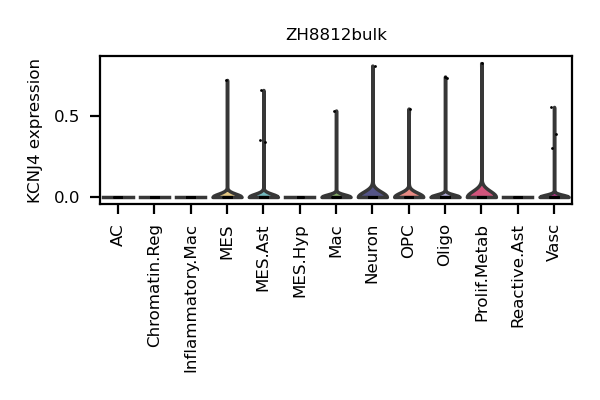 ZH8812bulk
KCNJ4 expression
0.5
0.0
AC
Chromatin.Reg
Inflammatory.Mac
MES
MES.Ast
MES.Hyp
Mac
Neuron
OPC
Oligo
Prolif.Metab
Reactive.Ast
Vasc